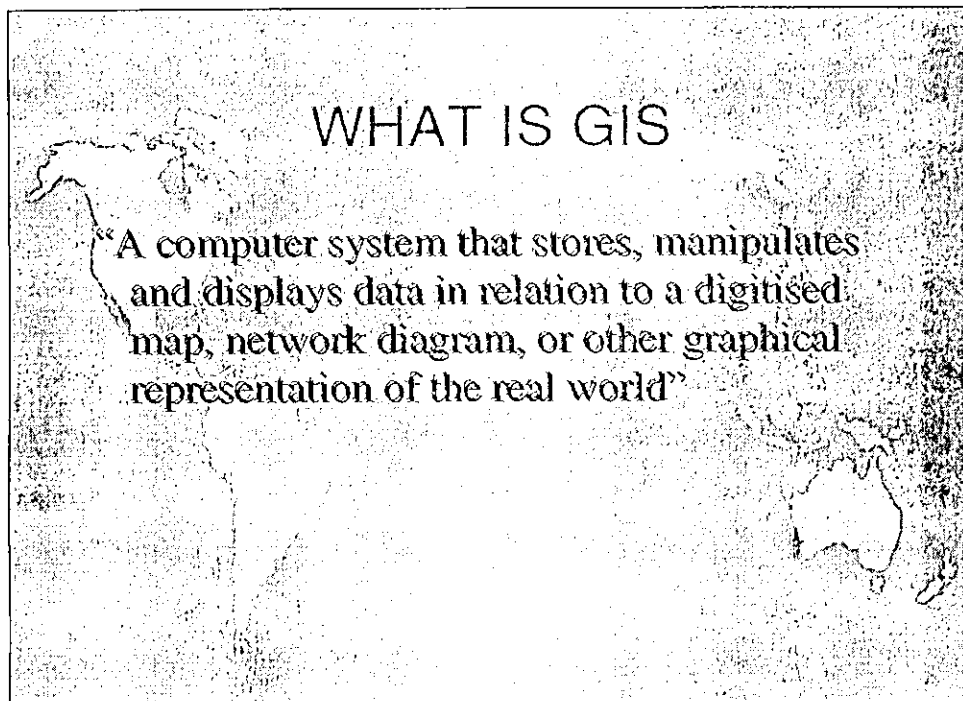 WHAT IS GIS
“A computer system that stores, manipulates
and displays data in relation to a digitised
map, network diagram, or other graphical
representation of the real world”